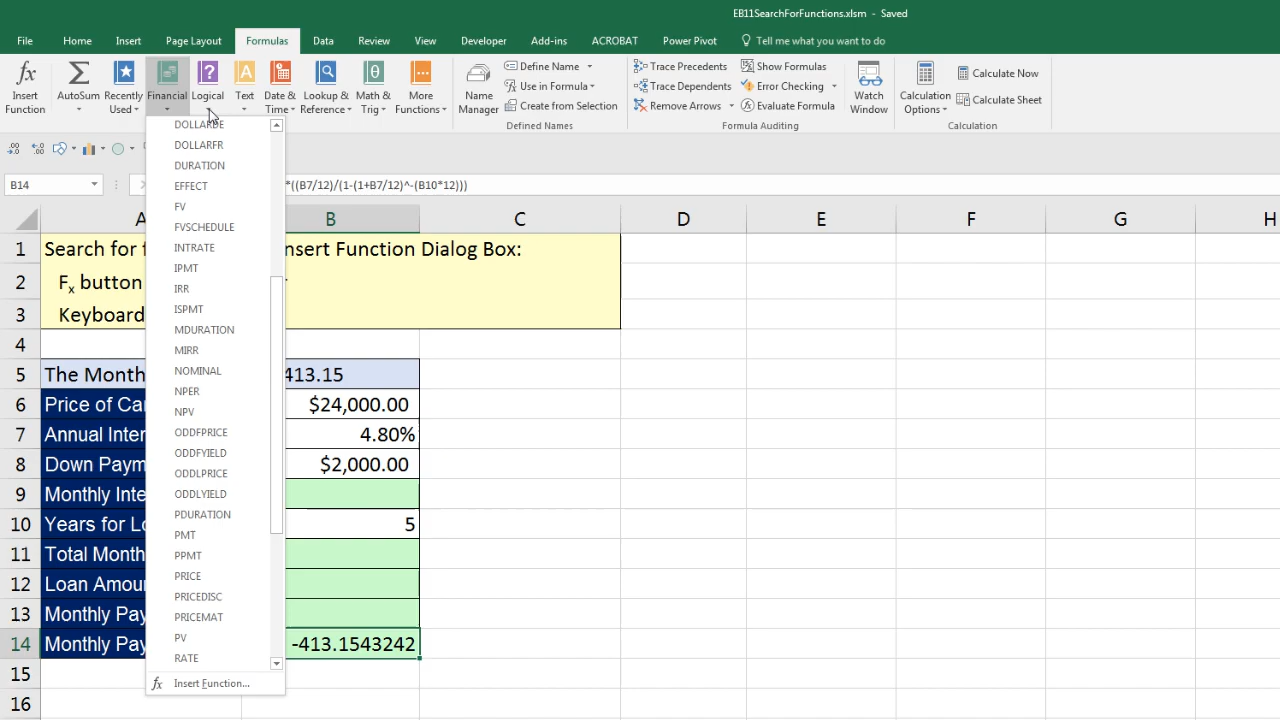 EB11SearchForFunctions.xlsm - Saved
File Home Insert Page Layout Formulas Data Review View Developer Add-ins ACROBAT Power Pivot Tell me what you want to do
Insert Function
AutoSum
Recently Used
Financial
Logical
Text
Date & Time
Lookup & Reference
Math & Trig
More Functions
Name Manager
Define Name
Use in Formula
Create from Selection
Defined Names
Trace Precedents
Trace Dependents
Remove Arrows
Show Formulas
Error Checking
Evaluate Formula
Formula Auditing
Watch Window
Calculation Options
Calculate Now
Calculate Sheet
Calculation
DOLLARDE
DOLLARFR
DURATION
EFFECT
FV
FVSCHEDULE
INTRATE
IPMT
IRR
ISPMT
MDURATION
MIRR
NOMINAL
NPER
NPV
ODDFPRICE
ODDFYIELD
ODDLPRICE
ODDLYIELD
PDURATION
PMT
PPMT
PRICE
PRICEDISC
PRICEMAT
PV
RATE
fx Insert Function...
B14 *((B7/12)/(1-(1+B7/12)^-(B10*12)))
A B C D E F G H
1 Search for nsert Function Dialog Box:
2 Fx button
3 Keyboard
4
5 The Month 413.15
6 Price of Ca $24,000.00
7 Annual Inter 4.80%
8 Down Paym $2,000.00
9 Monthly Inte
10 Years for Lo 5
11 Total Month
12 Loan Amou
13 Monthly Pay
14 Monthly Pay -413.1543242
15
16